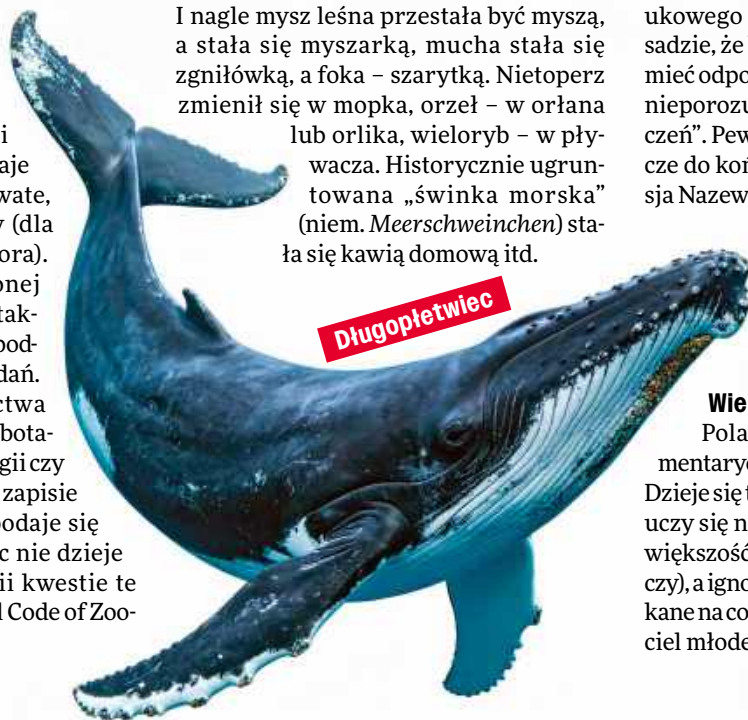 i
aje
wate,
y (dla
ora).
onej
tak-
pod-
dań.
ctwa
bota-
gii czy
zapisie
podaje się
c nie dzieje
ii kwestie te
l Code of Zoo-
I nagle mysz leśna przestała być myszą,
a stała się myszarką, mucha stała się
zgniłówką, a foka – szarytką. Nietoperz
zmienił się w mopka, orzeł – w orłana
lub orlika, wieloryb – w pły-
wacza. Historycznie ugrun-
towana „świnka morska”
(niem. Meerschweinchen) sta-
ła się kawią domową itd.
Długopłetwiec
ukowego
sadzie, że
mieć odpo
nieporozu
czeń”. Pew
cze do koń
sja Nazew
Wie
Pola
mentaryc
Dzieje się t
uczy się n
większość
czy), a igno
kane na co
ciel młode